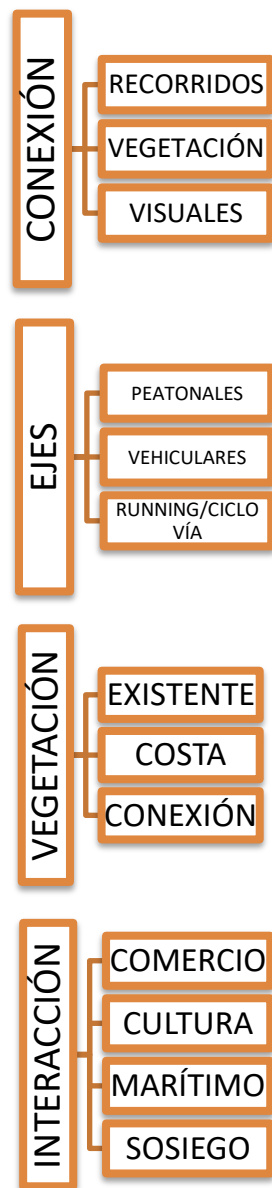 CONEXIÓN
RECORRIDOS
VEGETACIÓN
VISUALES
EJES
PEATONALES
VEHICULARES
RUNNING/CICLO
VÍA
VEGETACIÓN
EXISTENTE
COSTA
CONEXIÓN
INTERACCIÓN
COMERCIO
CULTURA
MARÍTIMO
SOSIEGO